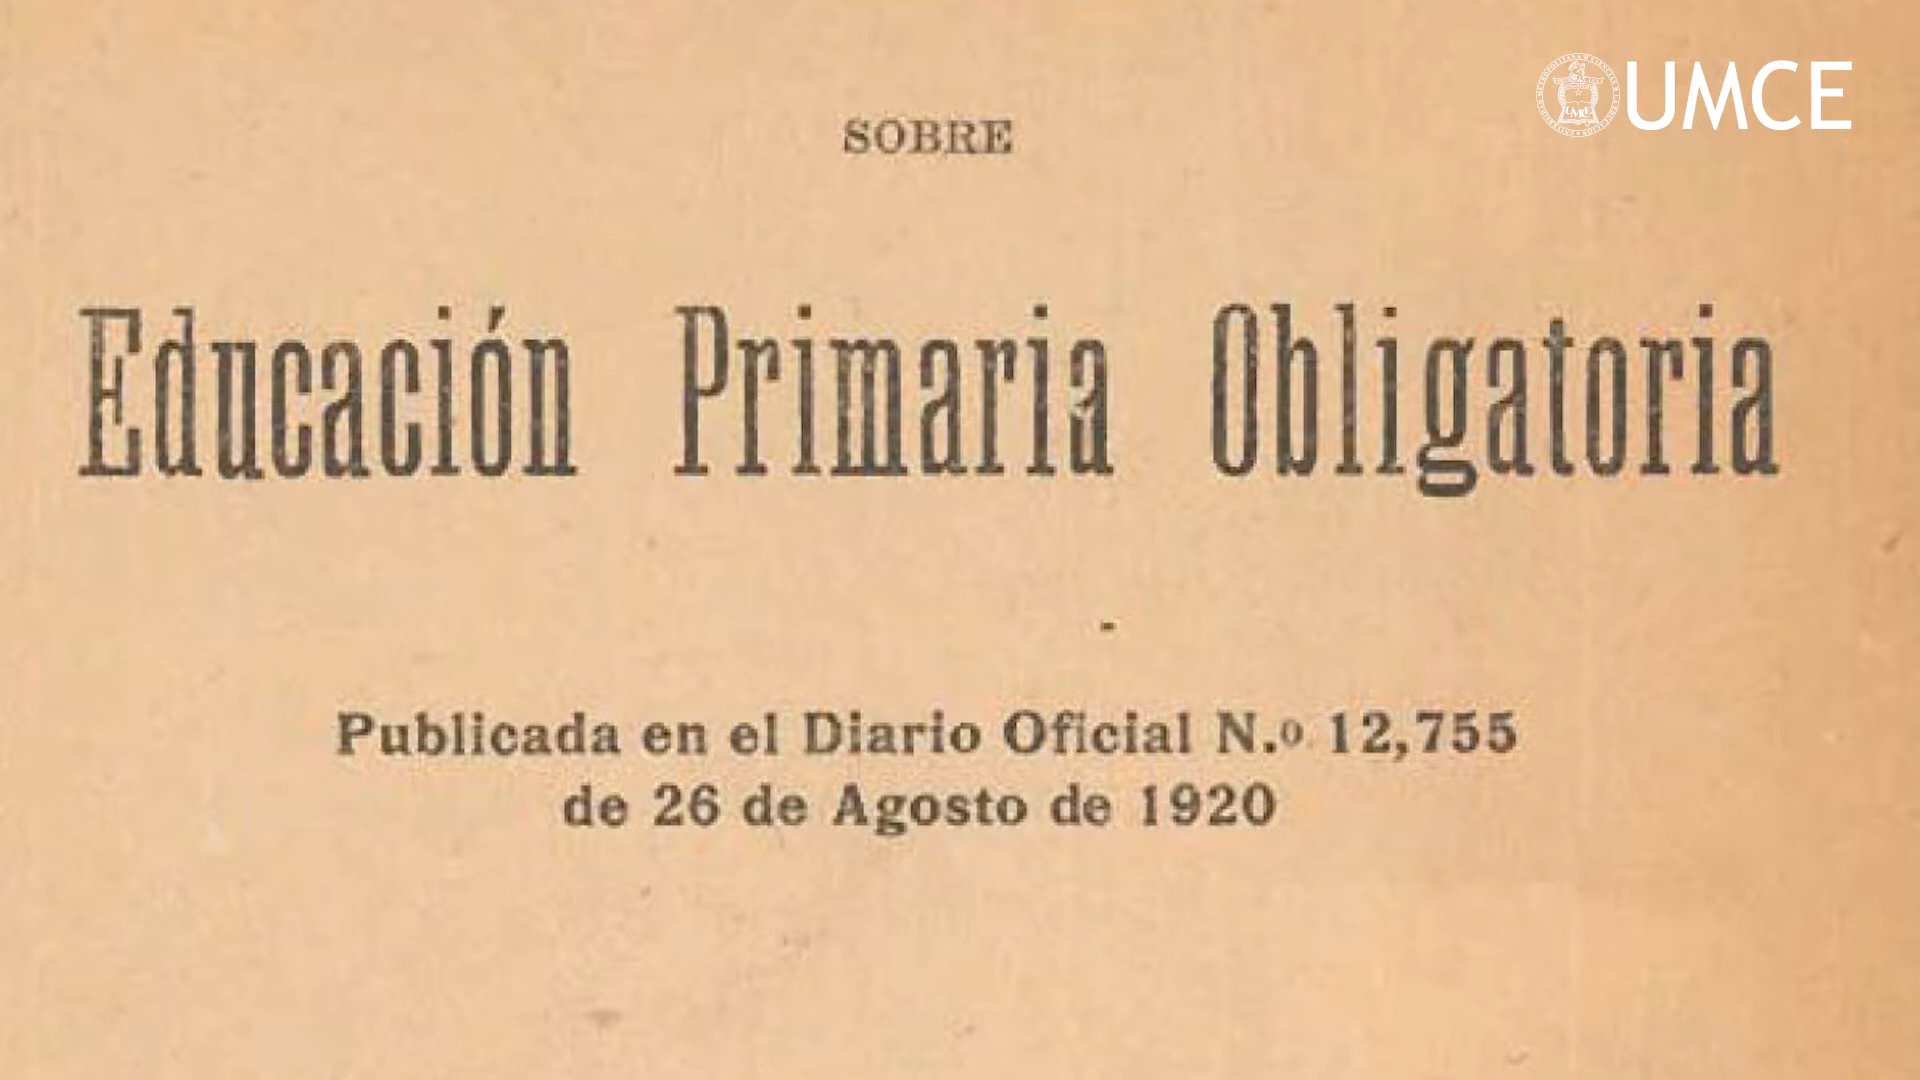 UMCE
SOBRE
Educación Primaria Obligatoria
Publicada en el Diario Oficial N.º 12,755
de 26 de Agosto de 1920